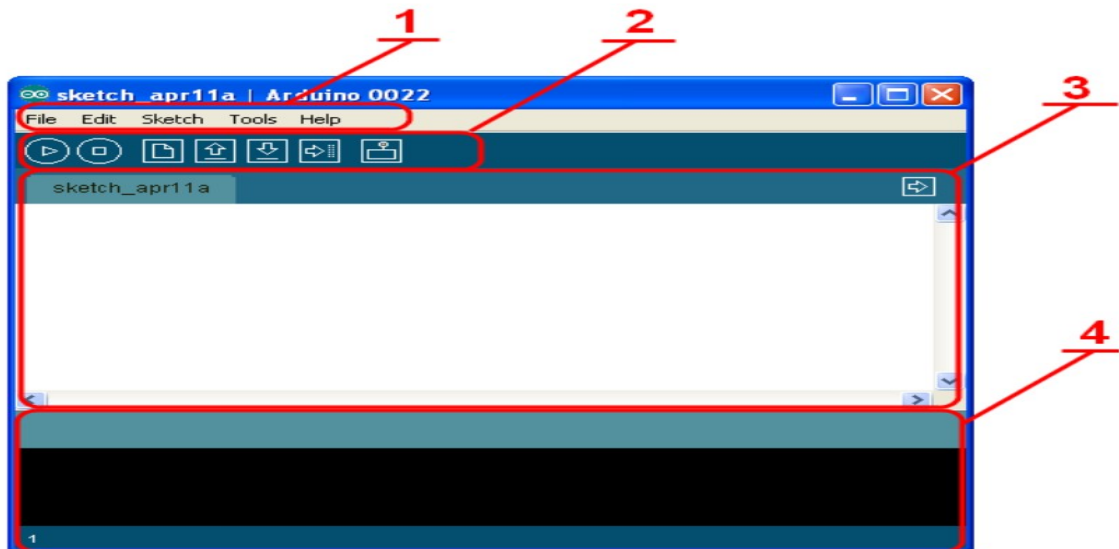 1 2
3
sketch_apr11a | Arduino 0022
File Edit Sketch Tools Help
sketch_apr11a
4
1